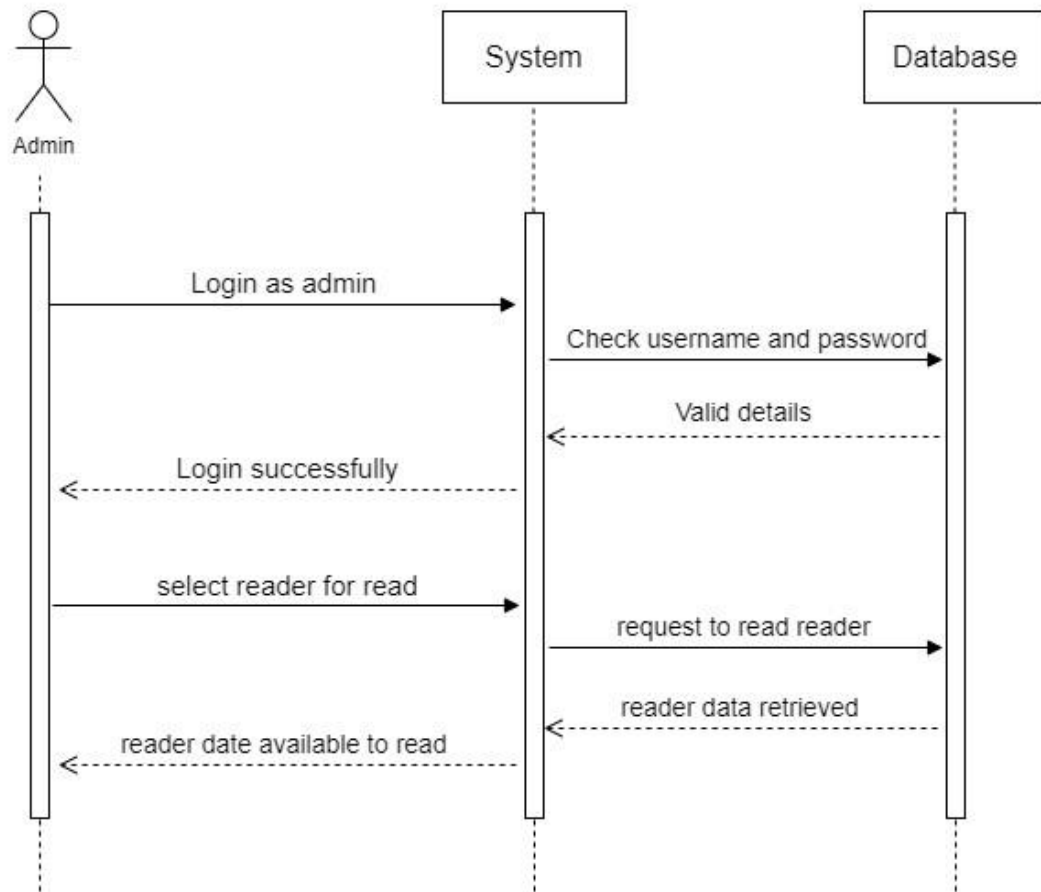 System
Database
Admin
Login as admin
Check username and password
Valid details
Login successfully
select reader for read
request to read reader
reader data retrieved
reader date available to read